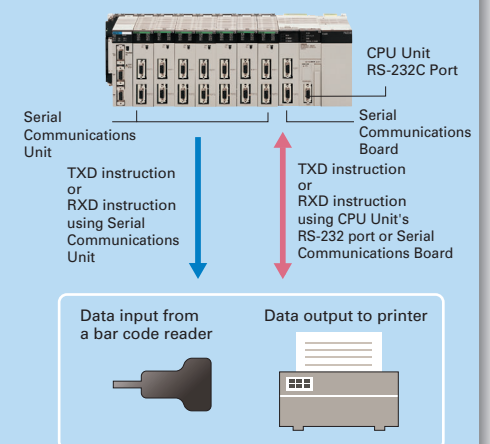 CPU Unit
RS-232C Port
Serial
Communications
Unit
Serial
Communications
Board
TXD instruction
or
RXD instruction
using Serial
Communications
Unit
TXD instruction
or
RXD instruction
using CPU Unit's
RS-232 port or Serial
Communications Board
Data input from
a bar code reader
Data output to printer